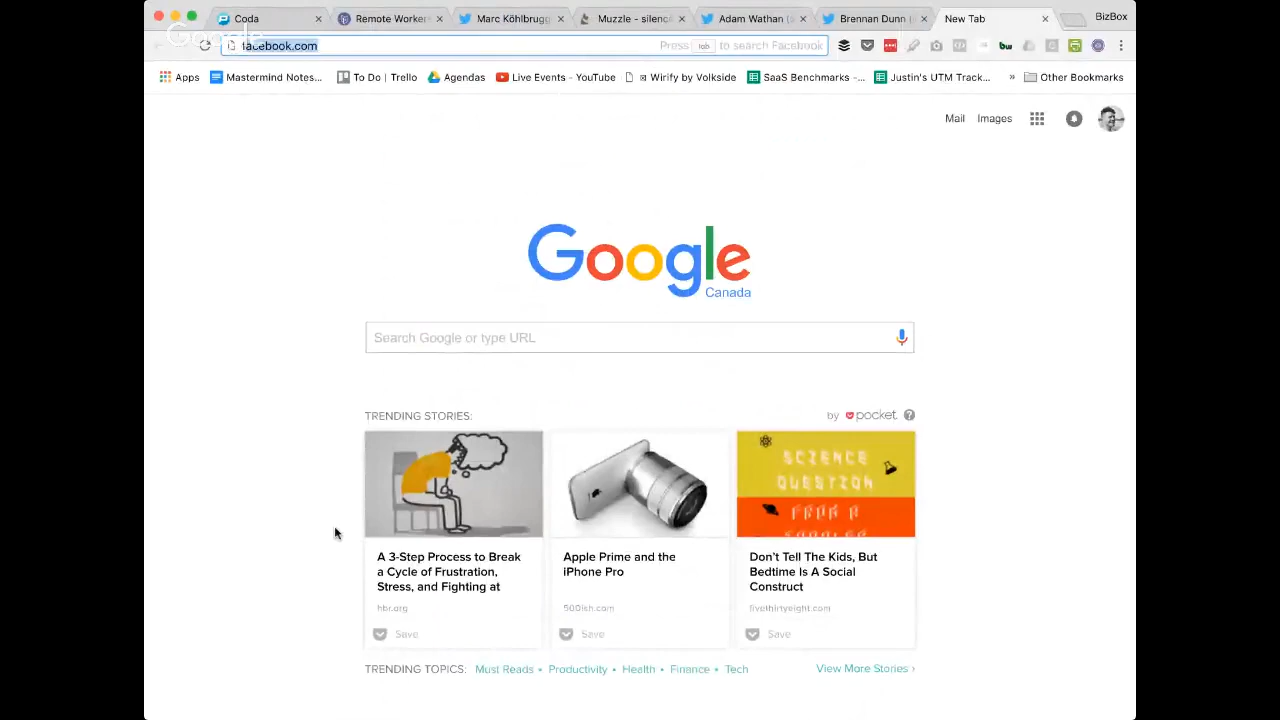 Coda
Remote Worker
Marc Köhlbrugg
Muzzle - silenc
Adam Wathan (
Brennan Dunn (
New Tab
BizBox
Google
facebook.com
Press tab to search Facebook
bw
Apps
Mastermind Notes...
To Do | Trello
Agendas
Live Events - YouTube
Wirify by Volkside
SaaS Benchmarks -...
Justin's UTM Track...
»
Other Bookmarks
Mail
Images
Google
Canada
Search Google or type URL
TRENDING STORIES:
by pocket ?
SCIENCE
QUESTION
FROM A
A 3-Step Process to Break
a Cycle of Frustration,
Stress, and Fighting at
hbr.org
Save
Apple Prime and the
iPhone Pro
500ish.com
Save
Don't Tell The Kids, But
Bedtime Is A Social
Construct
fivethirtyeight.com
Save
TRENDING TOPICS: Must Reads • Productivity • Health • Finance • Tech
View More Stories ›